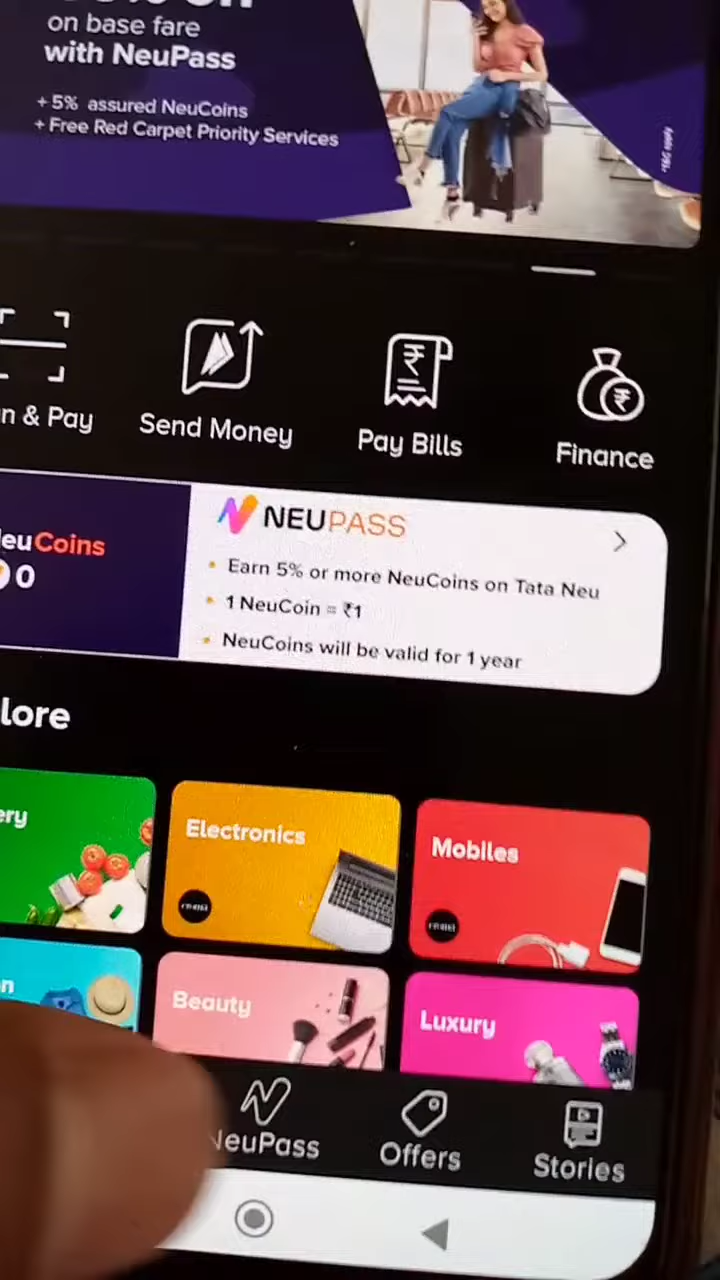 on base fare
with NeuPass
+ 5% assured NeuCoins
+ Free Red Carpet Priority Services
n & Pay
Send Money
Pay Bills
Finance
euCoins
0
NEUPASS
Earn 5% or more NeuCoins on Tata Neu
1 NeuCoin = ₹1
NeuCoins will be valid for 1 year
lore
ery
Electronics
Mobiles
n
Beauty
Luxury
NeuPass
Offers
Stories